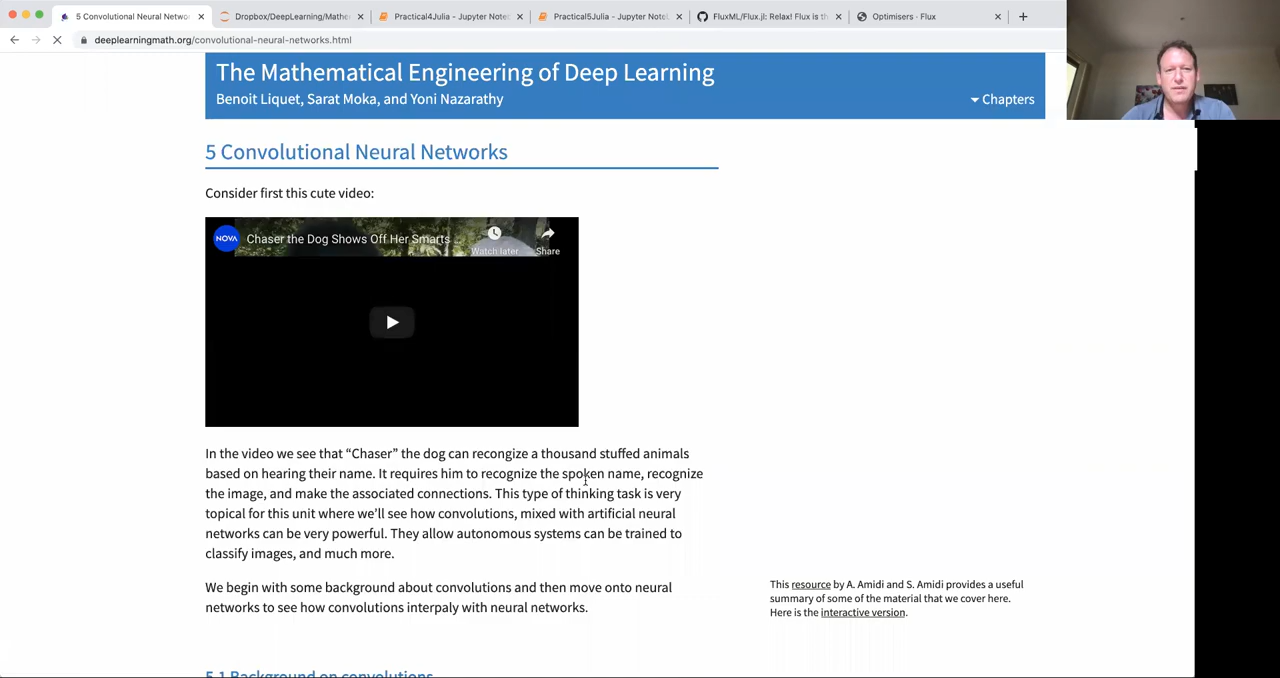 5 Convolutional Neural Netwo
Dropbox/DeepLearning/Mathe
Practical4Julia - Jupyter Note
Practical5Julia - Jupyter Notel
FluxML/Flux.jl: Relax! Flux is th
Optimisers · Flux
deeplearningmath.org/convolutional-neural-networks.html
The Mathematical Engineering of Deep Learning
Benoit Liquet, Sarat Moka, and Yoni Nazarathy
Chapters
5 Convolutional Neural Networks
Consider first this cute video:
NOVA
Chaser the Dog Shows Off Her Smarts ...
Watch later
Share
In the video we see that “Chaser” the dog can recongize a thousand stuffed animals
based on hearing their name. It requires him to recognize the spoken name, recognize
the image, and make the associated connections. This type of thinking task is very
topical for this unit where we’ll see how convolutions, mixed with artificial neural
networks can be very powerful. They allow autonomous systems can be trained to
classify images, and much more.
We begin with some background about convolutions and then move onto neural
networks to see how convolutions interpaly with neural networks.
This resource by A. Amidi and S. Amidi provides a useful
summary of some of the material that we cover here.
Here is the interactive version.
5.1 Background on convolutions